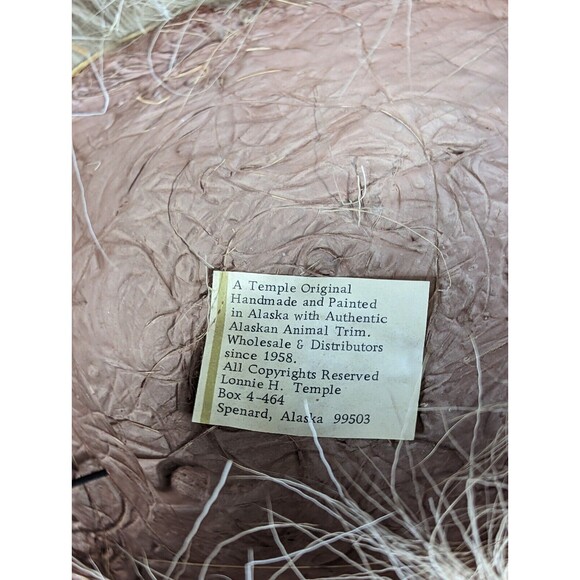 A Temple Original
Handmade and Painted
in Alaska with Authentic
Alaskan Animal Trim.
Wholesale & Distributors
since 1958.
All Copyrights Reserved
Lonnie H. Temple
Box 4-464
Spenard, Alaska 99503